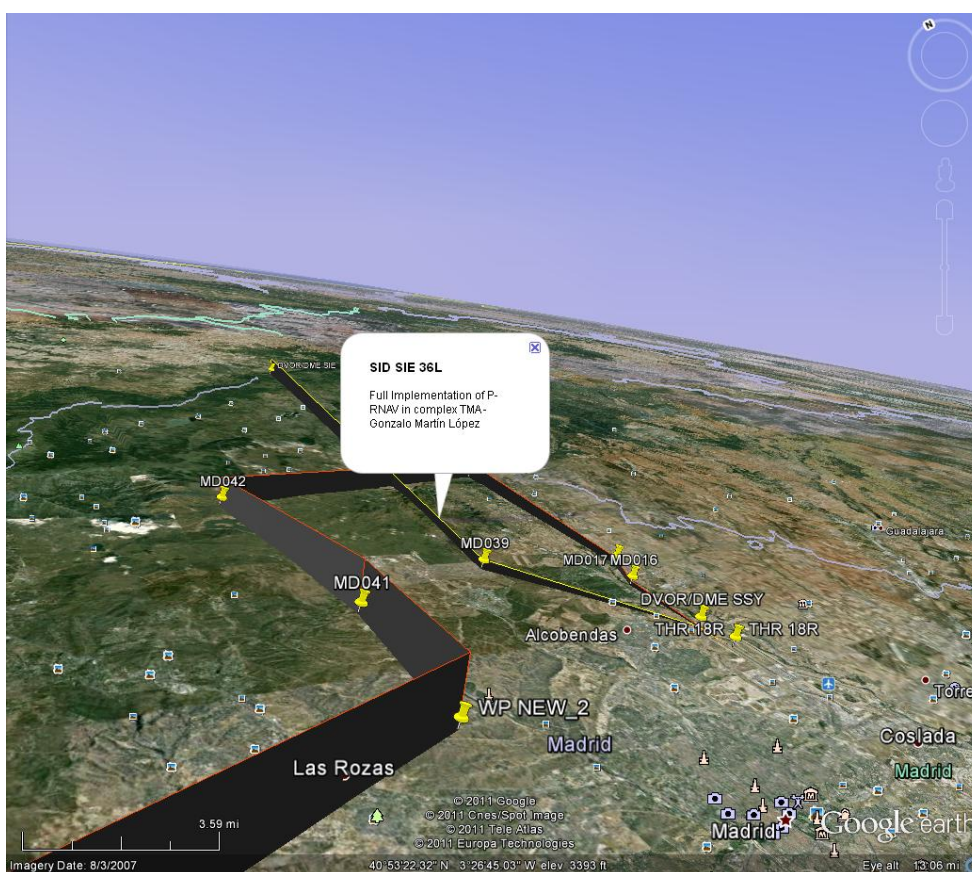 N
DVOR/DME SIE
SID SIE 36L
Full Implementation of P-
RNAV in complex TMA-
Gonzalo Martín López
MD042
MD039
MD017 MD016
Guadalajara
MD041
DVOR/DME SSY
Alcobendas
THR 18R
THR 18R
WP NEW_2
Torre
Madrid
Coslada
Las Rozas
Madrid
© 2011 Google
© 2011 Cnes/Spot Image
© 2011 Tele Atlas
© 2011 Europa Technologies
3.59 mi
Madrid
Google earth
Imagery Date: 8/3/2007
40°53'22.32" N 3°26'45.03" W elev 3393 ft
Eye alt 13.06 mi